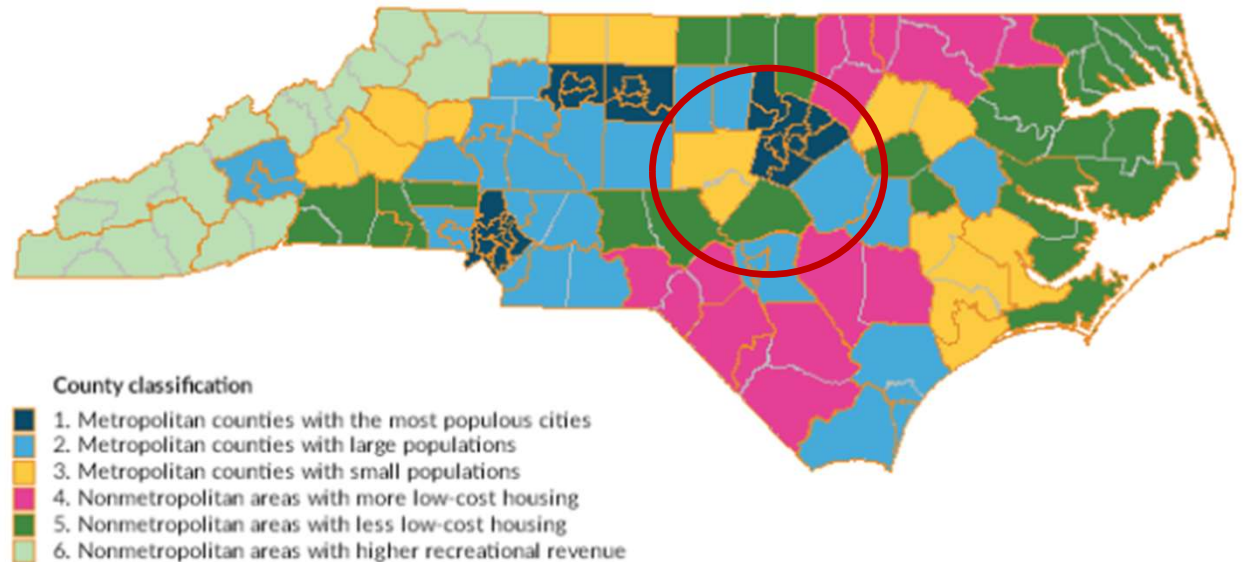 County classification
1. Metropolitan counties with the most populous cities
2. Metropolitan counties with large populations
3. Metropolitan counties with small populations
4. Nonmetropolitan areas with more low-cost housing
5. Nonmetropolitan areas with less low-cost housing
6. Nonmetropolitan areas with higher recreational revenue